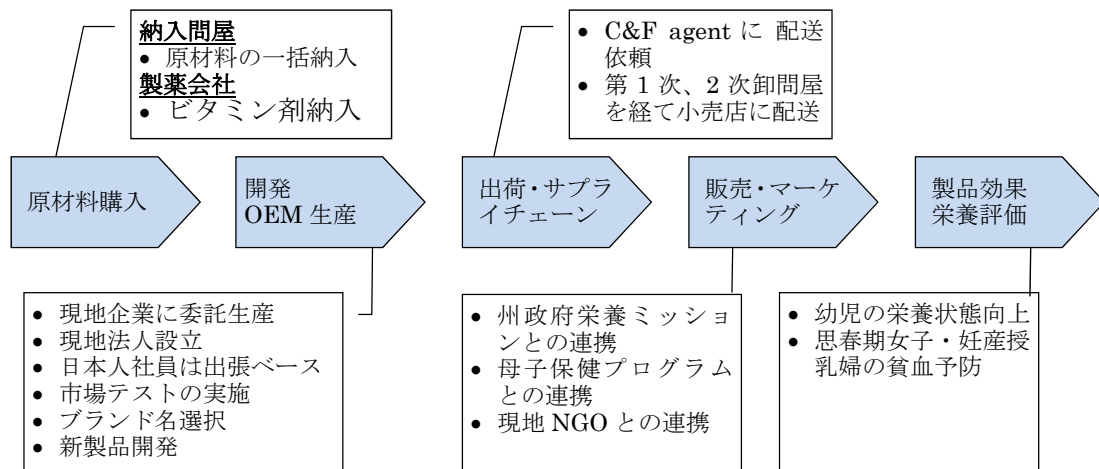 納入問屋
• 原材料の一括納入
製薬会社
• ビタミン剤納入
• C&F agent に 配送
依頼
• 第 1 次、2 次卸問屋
を経て小売店に配送
原材料購入
開発
OEM 生産
出荷・サプラ
イチェーン
販売・マーケ
ティング
製品効果
栄養評価
• 現地企業に委託生産
• 現地法人設立
• 日本人社員は出張ベース
• 市場テストの実施
• ブランド名選択
• 新製品開発
• 州政府栄養ミッショ
ンとの連携
• 母子保健プログラム
との連携
• 現地 NGO との連携
• 幼児の栄養状態向上
• 思春期女子・妊産授
乳婦の貧血予防